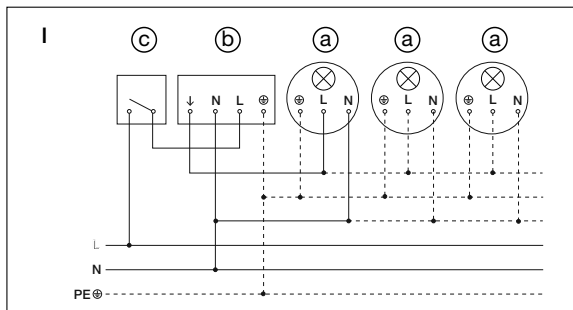 I c b a a a
↓ N L ⏚ ⏚ L N ⏚ L N ⏚ L N
L
N
PE ⏚